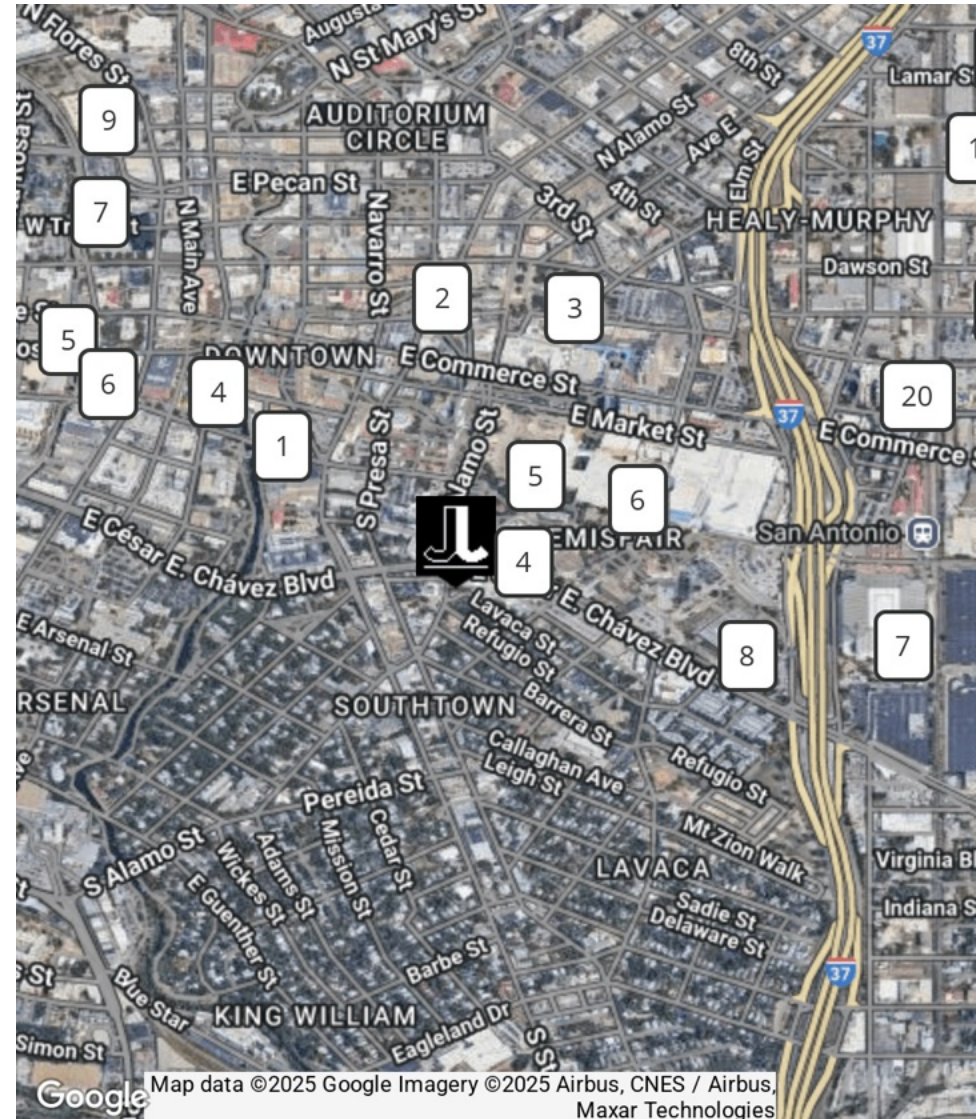 N Flores St
Augusta
N St Mary's St
8th St
37
Lamar S
9
AUDITORIUM
CIRCLE
N Alamo St
Ave E
Elm St
1
7
E Pecan St
4th St
3rd St
HEALY-MURPHY
N Main Ave
Navarro St
Dawson St
2
3
5
DOWNTOWN
E Commerce St
6
4
20
37
E Market St
E Commerce
1
S Presa St
5
6
San Antonio
4
E César E. Chávez Blvd
E. Chávez Blvd
Lavaca St
Refugio St
E Arsenal St
8
7
SOUTHTOWN
Barrera St
Callaghan Ave
Leigh St
Refugio St
Pereida St
Mt Zion Walk
S Alamo St
Wickes St
Adams St
Mission St
Cedar St
LAVACA
Virginia Bl
E Guenther St
Sadie St
Delaware St
Indiana S
Barbe St
37
Blue Star
KING WILLIAM
Eagleland Dr
S St
Simon St
Google
Map data ©2025 Google Imagery ©2025 Airbus, CNES / Airbus,
Maxar Technologies